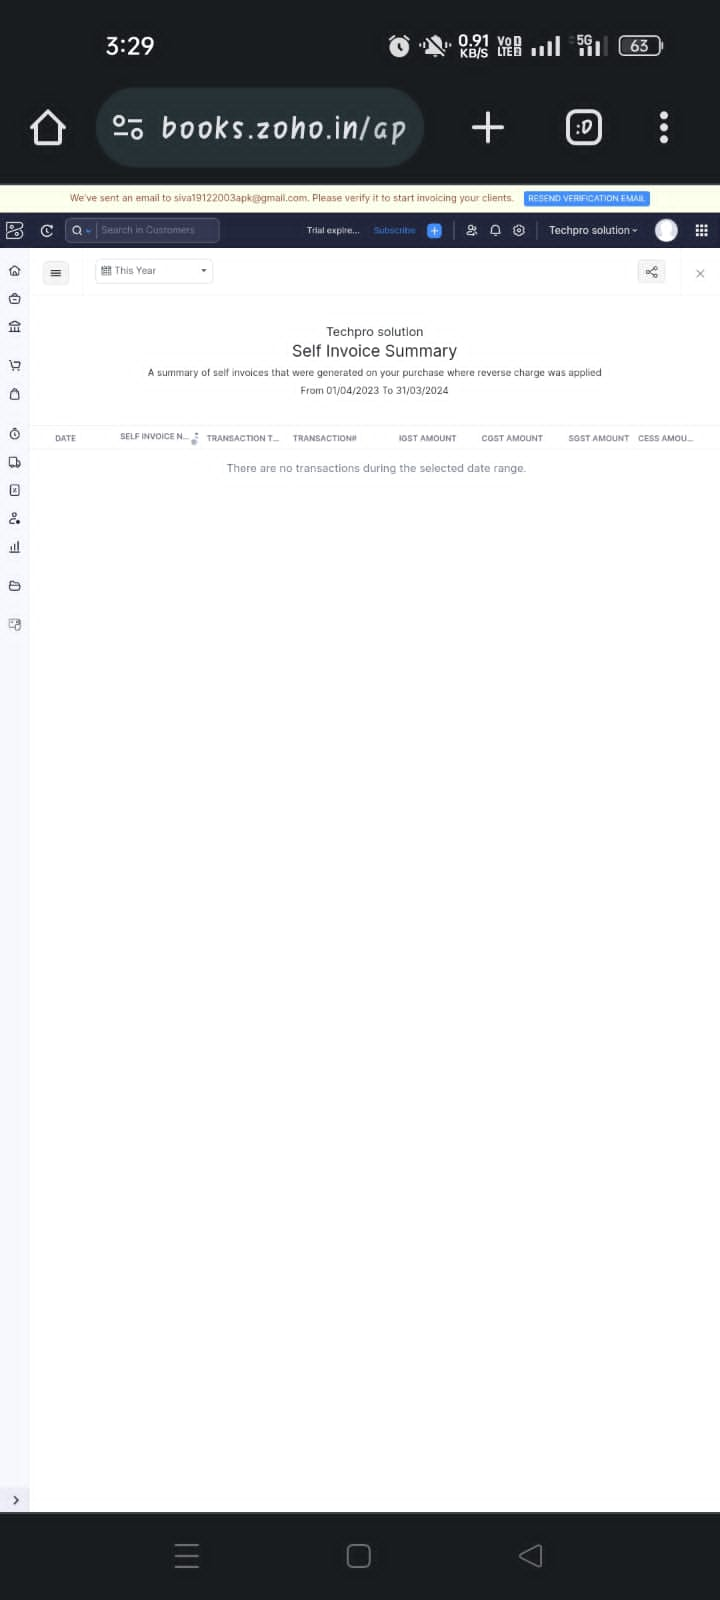 3:29
0.91
KB/S
Vo
LTE
5G
63
books.zoho.in/ap
:D
We've sent an email to siva19122003apk@gmail.com. Please verify it to start invoicing your clients. RESEND VERIFICATION EMAIL
Search in Customers
Trial expire... Subscribe
Techpro solution
This Year
Techpro solution
Self Invoice Summary
A summary of self invoices that were generated on your purchase where reverse charge was applied
From 01/04/2023 To 31/03/2024
DATE SELF INVOICE N... TRANSACTION T... TRANSACTION# IGST AMOUNT CGST AMOUNT SGST AMOUNT CESS AMOU...
There are no transactions during the selected date range.